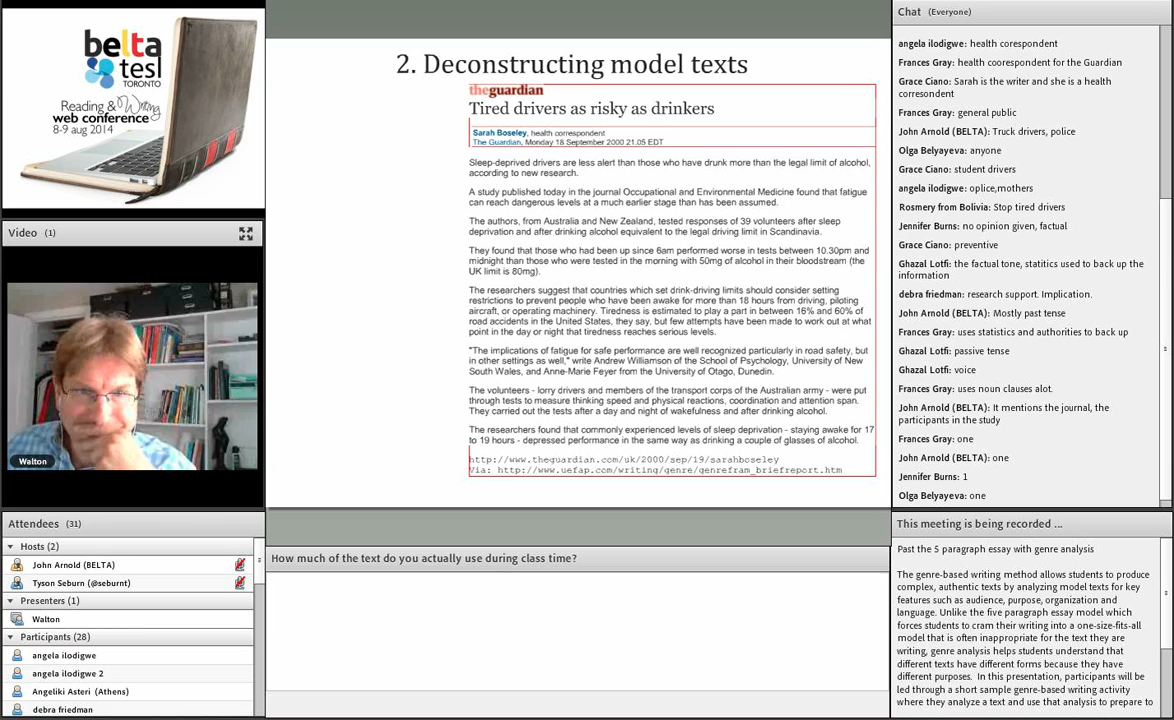 belta
tesl
TORONTO
Reading & Writing
web conference
8-9 aug 2014
Video (1)
Walton
Attendees (31)
Hosts (2)
John Arnold (BELTA)
Tyson Seburn (@seburnt)
Presenters (1)
Walton
Participants (28)
angela ilodigwe
angela ilodigwe 2
Angeliki Asteri (Athens)
debra friedman
2. Deconstructing model texts
theguardian
Tired drivers as risky as drinkers
Sarah Boseley, health correspondent
The Guardian, Monday 18 September 2000 21.05 EDT
Sleep-deprived drivers are less alert than those who have drunk more than the legal limit of alcohol,
according to new research.
A study published today in the journal Occupational and Environmental Medicine found that fatigue
can reach dangerous levels at a much earlier stage than has been assumed.
The authors, from Australia and New Zealand, tested responses of 39 volunteers after sleep
deprivation and after drinking alcohol equivalent to the legal driving limit in Scandinavia.
They found that those who had been up since 6am performed worse in tests between 10.30pm and
midnight than those who were tested in the morning with 50mg of alcohol in their bloodstream (the
UK limit is 80mg).
The researchers suggest that countries which set drink-driving limits should consider setting
restrictions to prevent people who have been awake for more than 18 hours from driving, piloting
aircraft, or operating machinery. Tiredness is estimated to play a part in between 16% and 60% of
road accidents in the United States, they say, but few attempts have been made to work out at what
point in the day or night that tiredness reaches serious levels.
"The implications of fatigue for safe performance are well recognized particularly in road safety, but
in other settings as well," write Andrew Williamson of the School of Psychology, University of New
South Wales, and Anne-Marie Feyer from the University of Otago, Dunedin.
The volunteers - lorry drivers and members of the transport corps of the Australian army - were put
through tests to measure thinking speed and physical reactions, coordination and attention span.
They carried out the tests after a day and night of wakefulness and after drinking alcohol.
The researchers found that commonly experienced levels of sleep deprivation - staying awake for 17
to 19 hours - depressed performance in the same way as drinking a couple of glasses of alcohol.
http://www.theguardian.com/uk/2000/sep/19/sarahboseley
Via: http://www.uefap.com/writing/genre/genrefram_briefreport.htm
How much of the text do you actually use during class time?
Chat (Everyone)
angela ilodigwe: health corespondent
Frances Gray: health coorespondent for the Guardian
Grace Ciano: Sarah is the writer and she is a health
corresondent
Frances Gray: general public
John Arnold (BELTA): Truck drivers, police
Olga Belyayeva: anyone
Grace Ciano: student drivers
angela ilodigwe: oplice,mothers
Rosmery from Bolivia: Stop tired drivers
Jennifer Burns: no opinion given, factual
Grace Ciano: preventive
Ghazal Lotfi: the factual tone, statitics used to back up the
information
debra friedman: research support. Implication.
John Arnold (BELTA): Mostly past tense
Frances Gray: uses statistics and authorities to back up
Ghazal Lotfi: passive tense
Ghazal Lotfi: voice
Frances Gray: uses noun clauses alot.
John Arnold (BELTA): It mentions the journal, the
participants in the study
Frances Gray: one
John Arnold (BELTA): one
Jennifer Burns: 1
Olga Belyayeva: one
This meeting is being recorded ...
Past the 5 paragraph essay with genre analysis
The genre-based writing method allows students to produce
complex, authentic texts by analyzing model texts for key
features such as audience, purpose, organization and
language. Unlike the five paragraph essay model which
forces students to cram their writing into a one-size-fits-all
model that is often inappropriate for the text they are
writing, genre analysis helps students understand that
different texts have different forms because they have
different purposes. In this presentation, participants will be
led through a short sample genre-based writing activity
where they analyze a text and use that analysis to prepare to